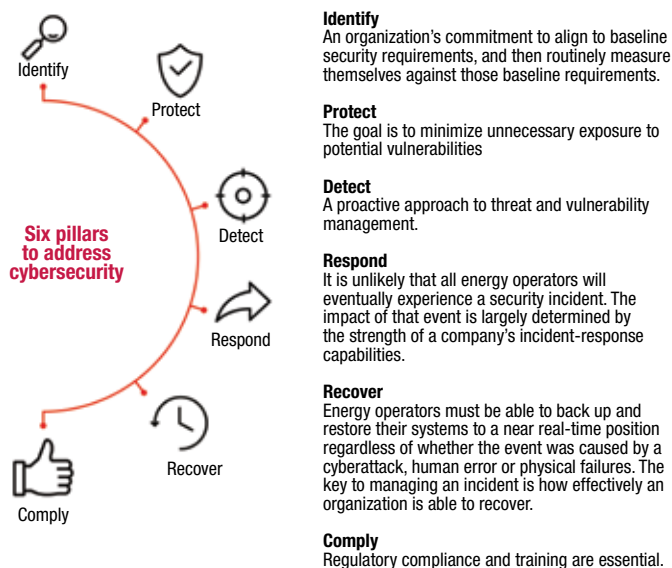 Identify
Protect
Detect
Respond
Recover
Comply
Six pillars
to address
cybersecurity
Identify
An organization’s commitment to align to baseline
security requirements, and then routinely measure
themselves against those baseline requirements.
Protect
The goal is to minimize unnecessary exposure to
potential vulnerabilities
Detect
A proactive approach to threat and vulnerability
management.
Respond
It is unlikely that all energy operators will
eventually experience a security incident. The
impact of that event is largely determined by
the strength of a company’s incident-response
capabilities.
Recover
Energy operators must be able to back up and
restore their systems to a near real-time position
regardless of whether the event was caused by a
cyberattack, human error or physical failures. The
key to managing an incident is how effectively an
organization is able to recover.
Comply
Regulatory compliance and training are essential.